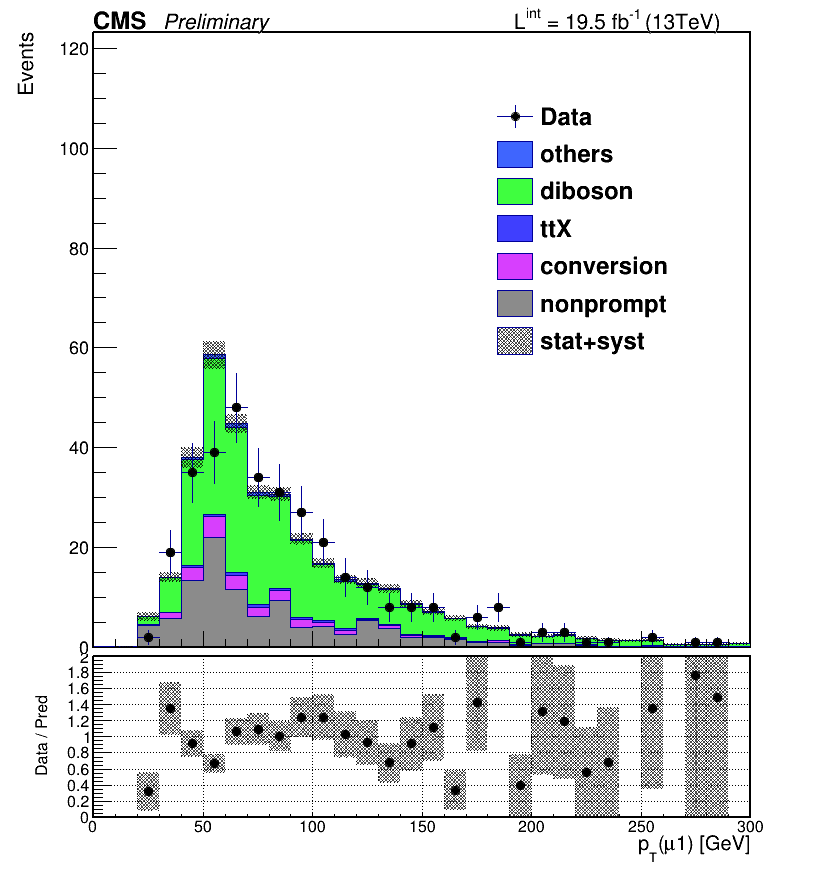 CMS Preliminary L^int = 19.5 fb^-1 (13TeV)
Events
120
100
80
60
40
20
0
Data
others
diboson
ttX
conversion
nonprompt
stat+syst
Data / Pred
2
1.8
1.6
1.4
1.2
1
0.8
0.6
0.4
0.2
0
0 50 100 150 200 250 300
p_T(μ1) [GeV]